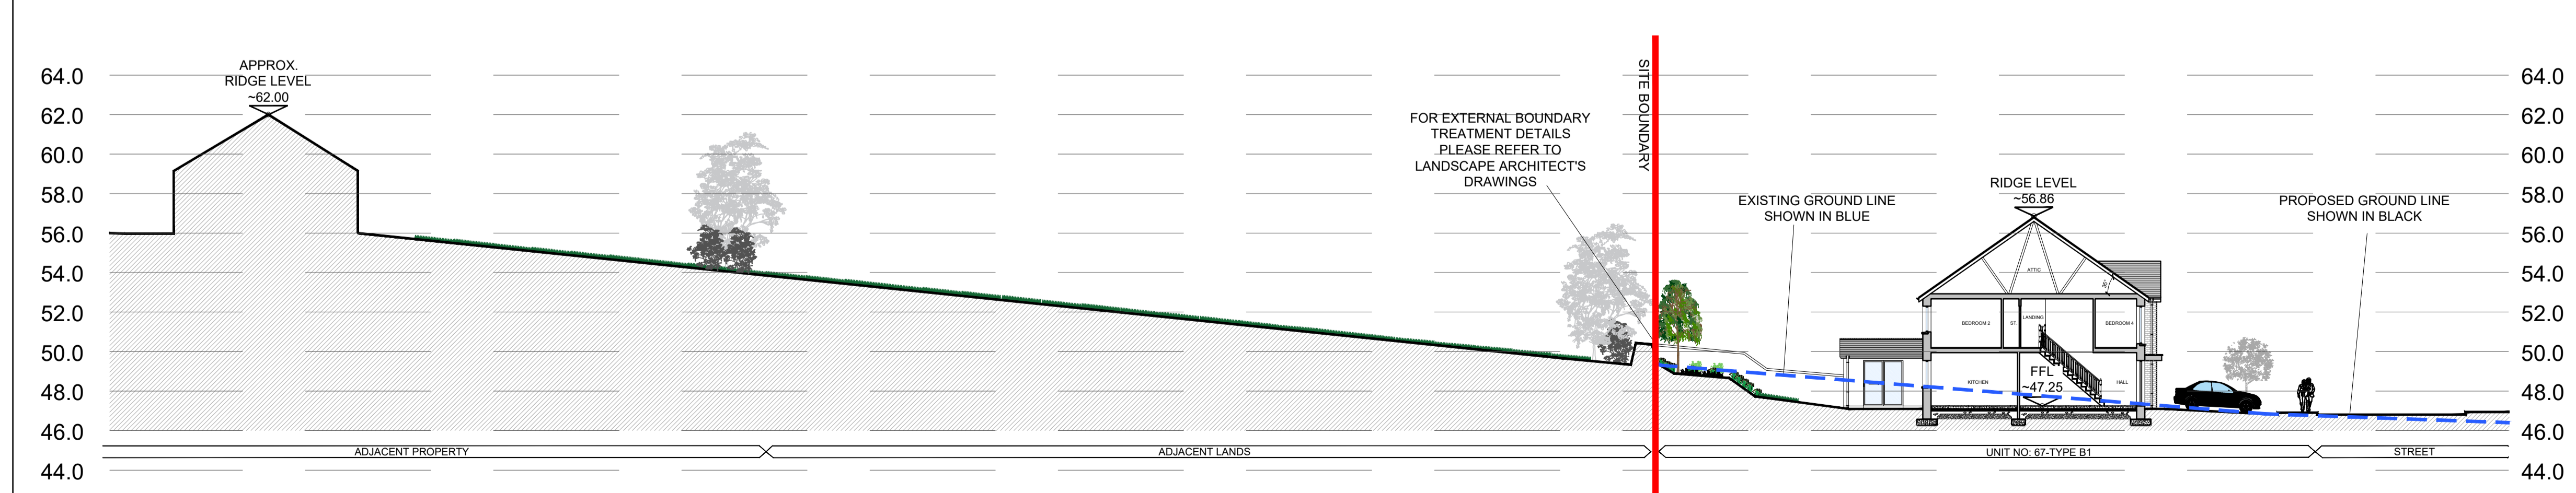 APPROX.
RIDGE LEVEL
~62.00
64.0
62.0
60.0
58.0
56.0
54.0
52.0
50.0
48.0
46.0
44.0
FOR EXTERNAL BOUNDARY
TREATMENT DETAILS
PLEASE REFER TO
LANDSCAPE ARCHITECT'S
DRAWINGS
SITE BOUNDARY
EXISTING GROUND LINE
SHOWN IN BLUE
RIDGE LEVEL
~56.86
PROPOSED GROUND LINE
SHOWN IN BLACK
ATTIC
35°
BEDROOM 2
ST.
LANDING
BEDROOM 4
KITCHEN
FFL
~47.25
HALL
64.0
62.0
60.0
58.0
56.0
54.0
52.0
50.0
48.0
46.0
44.0
ADJACENT PROPERTY
ADJACENT LANDS
UNIT NO: 67-TYPE B1
STREET